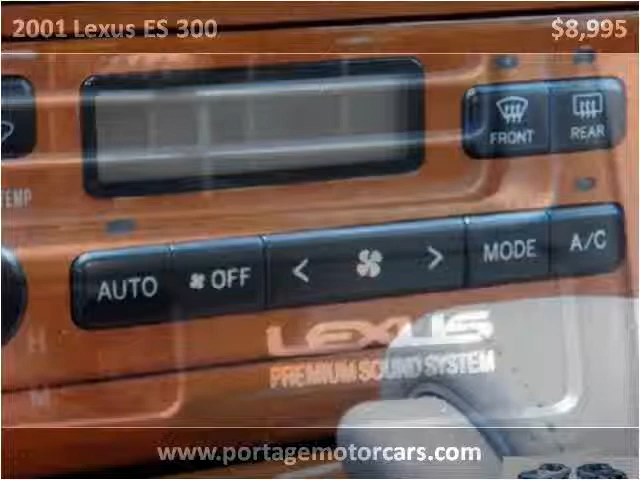 2001 Lexus ES 300 $8,995
FRONT REAR
TEMP
AUTO OFF < > MODE A/C
LEXUS
PREMIUM SOUND SYSTEM
H
M
www.portagemotorcars.com